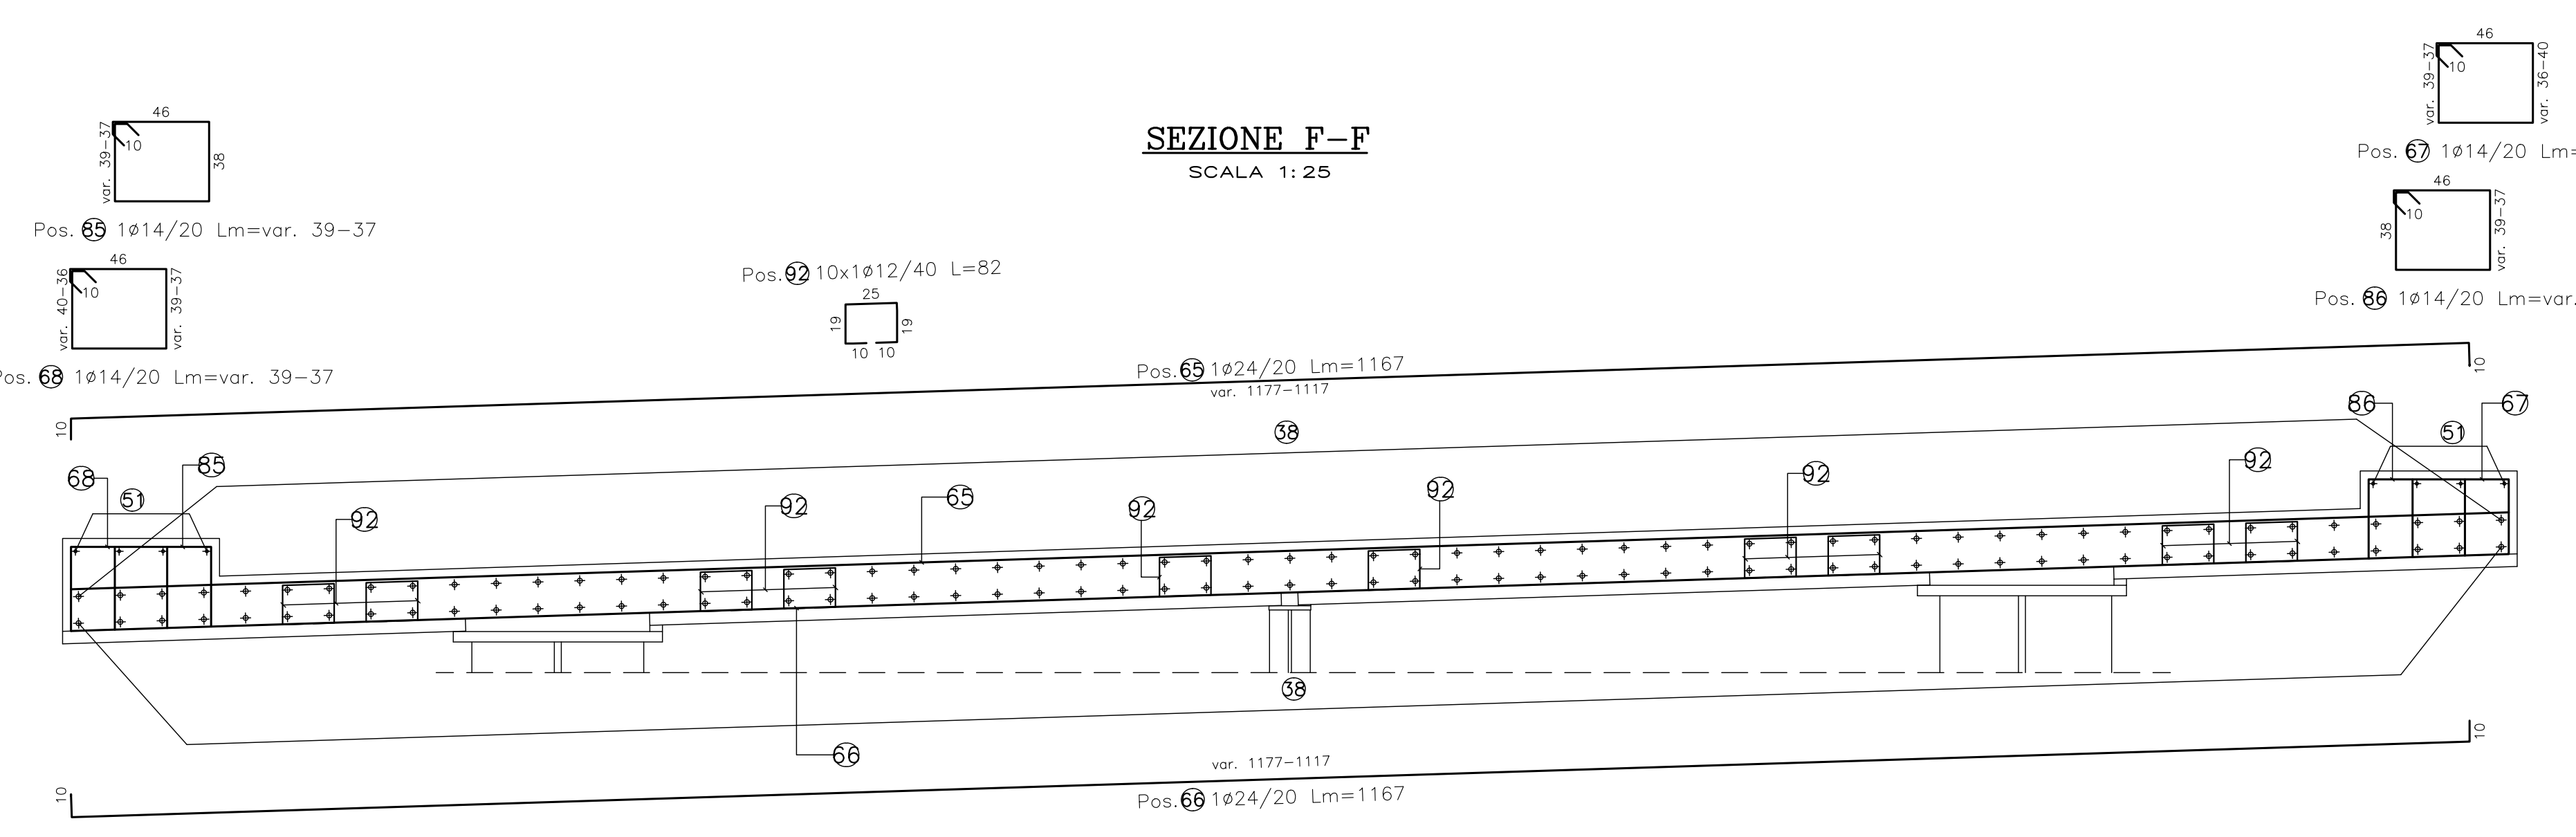 SEZIONE F-F
SCALA 1:25
46
var. 39-37
10
38
Pos. 85 1ø14/20 Lm=var. 39-37
46
var. 40-36
10
var. 39-37
Pos. 68 1ø14/20 Lm=var. 39-37
Pos. 92 10x1ø12/40 L=82
25
19
19
10 10
46
var. 39-37
10
var. 36-40
Pos. 67 1ø14/20 Lm=
46
38
10
var. 39-37
Pos. 86 1ø14/20 Lm=var.
Pos. 65 1ø24/20 Lm=1167
var. 1177-1117
10
10
38
68
51
85
92
92
65
92
92
92
92
86
51
67
38
66
var. 1177-1117
10
10
Pos. 66 1ø24/20 Lm=1167